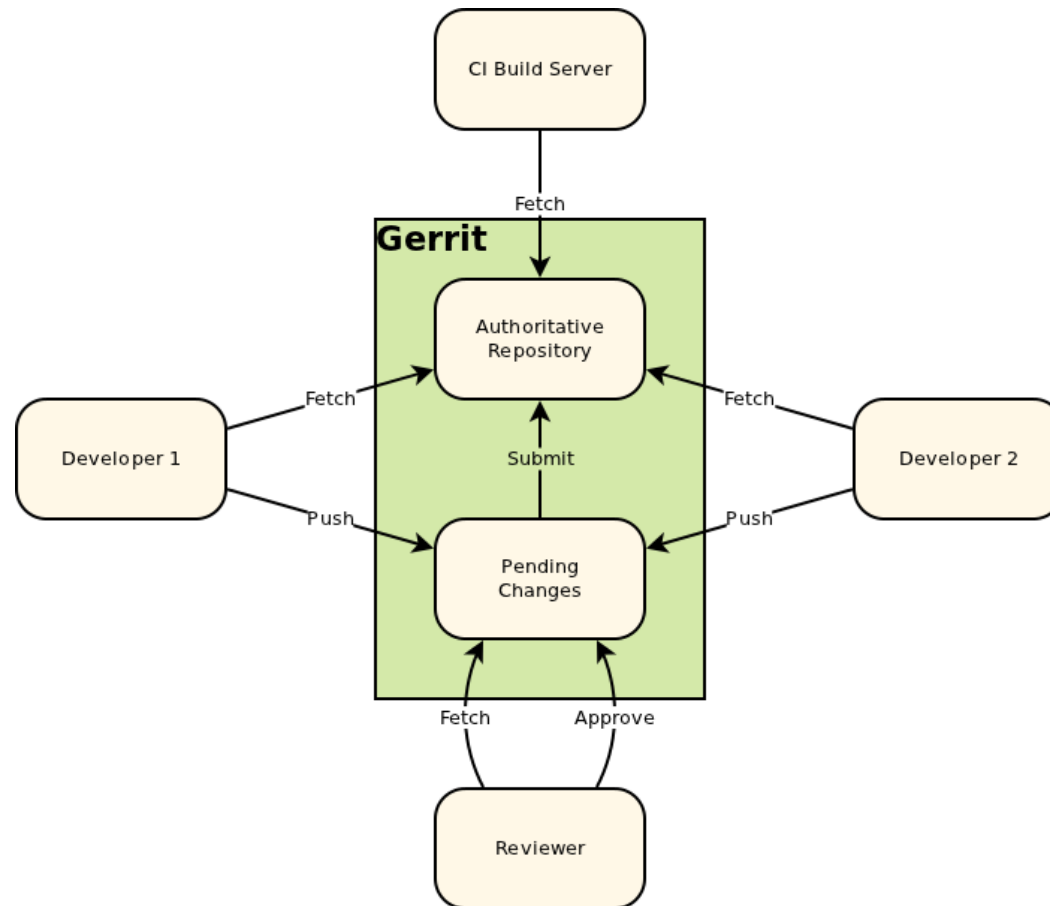 CI Build Server
Fetch
Gerrit
Authoritative
Repository
Fetch
Fetch
Developer 1
Submit
Developer 2
Push
Push
Pending
Changes
Fetch
Approve
Reviewer